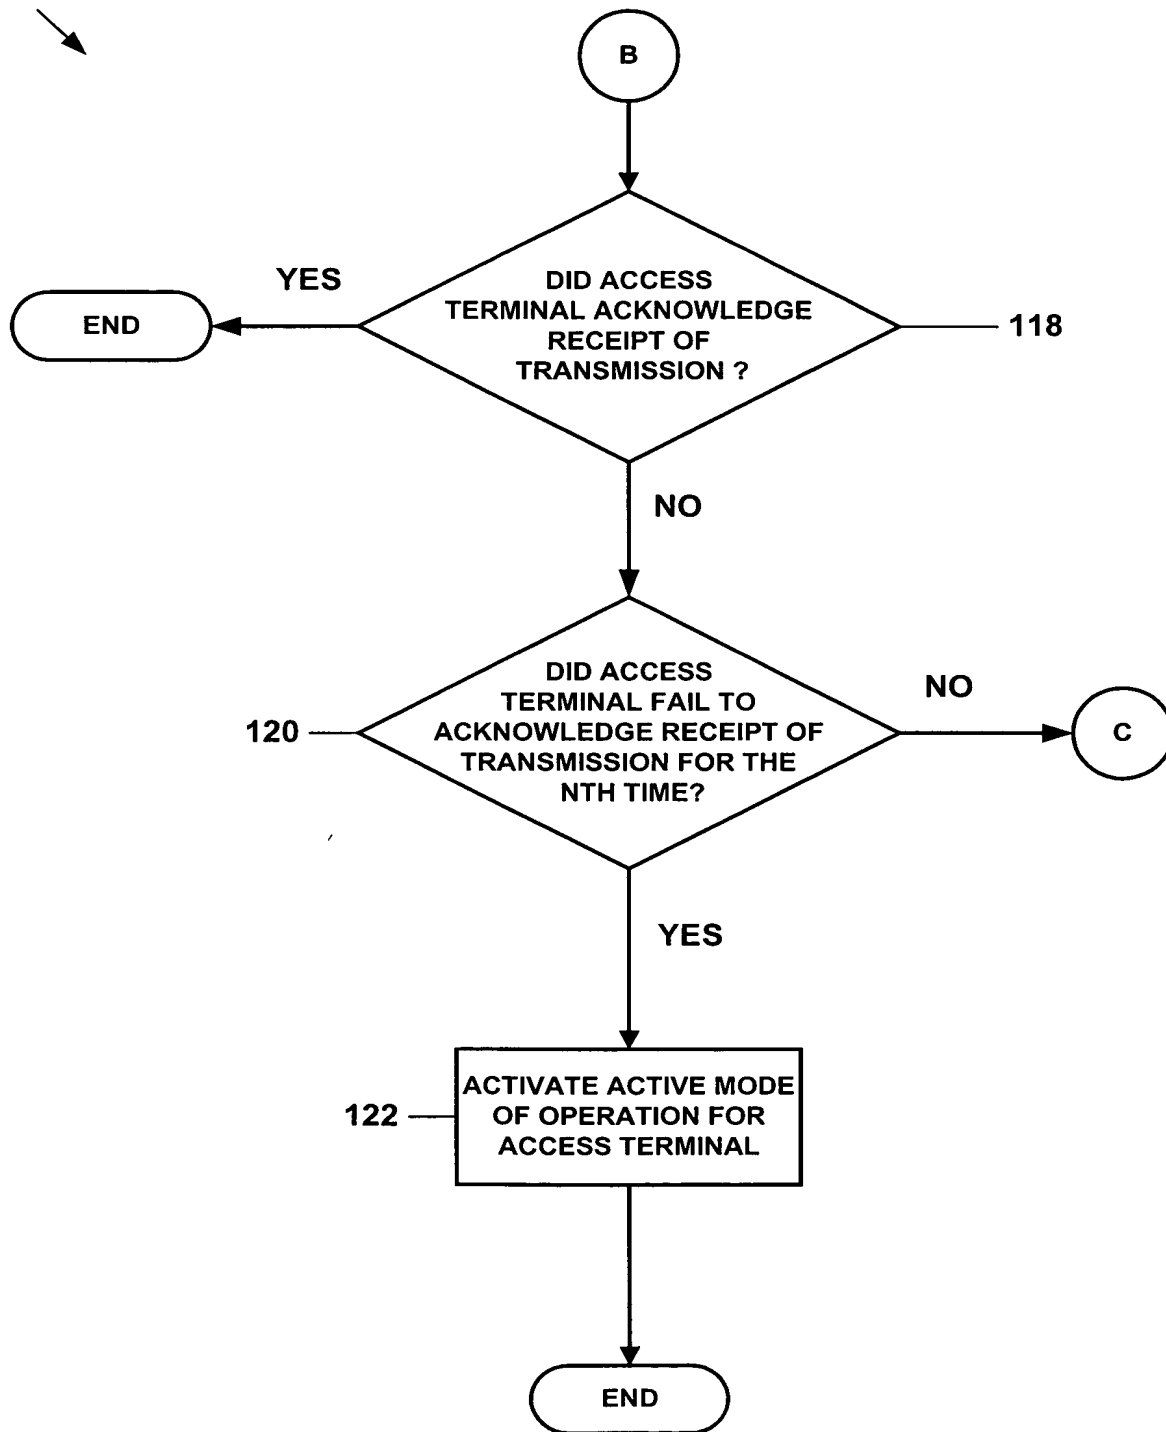 B
YES
DID ACCESS
TERMINAL ACKNOWLEDGE
RECEIPT OF
TRANSMISSION ?
END
118
NO
DID ACCESS
TERMINAL FAIL TO
ACKNOWLEDGE RECEIPT OF
TRANSMISSION FOR THE
NTH TIME?
NO
120
C
YES
ACTIVATE ACTIVE MODE
OF OPERATION FOR
ACCESS TERMINAL
122
END